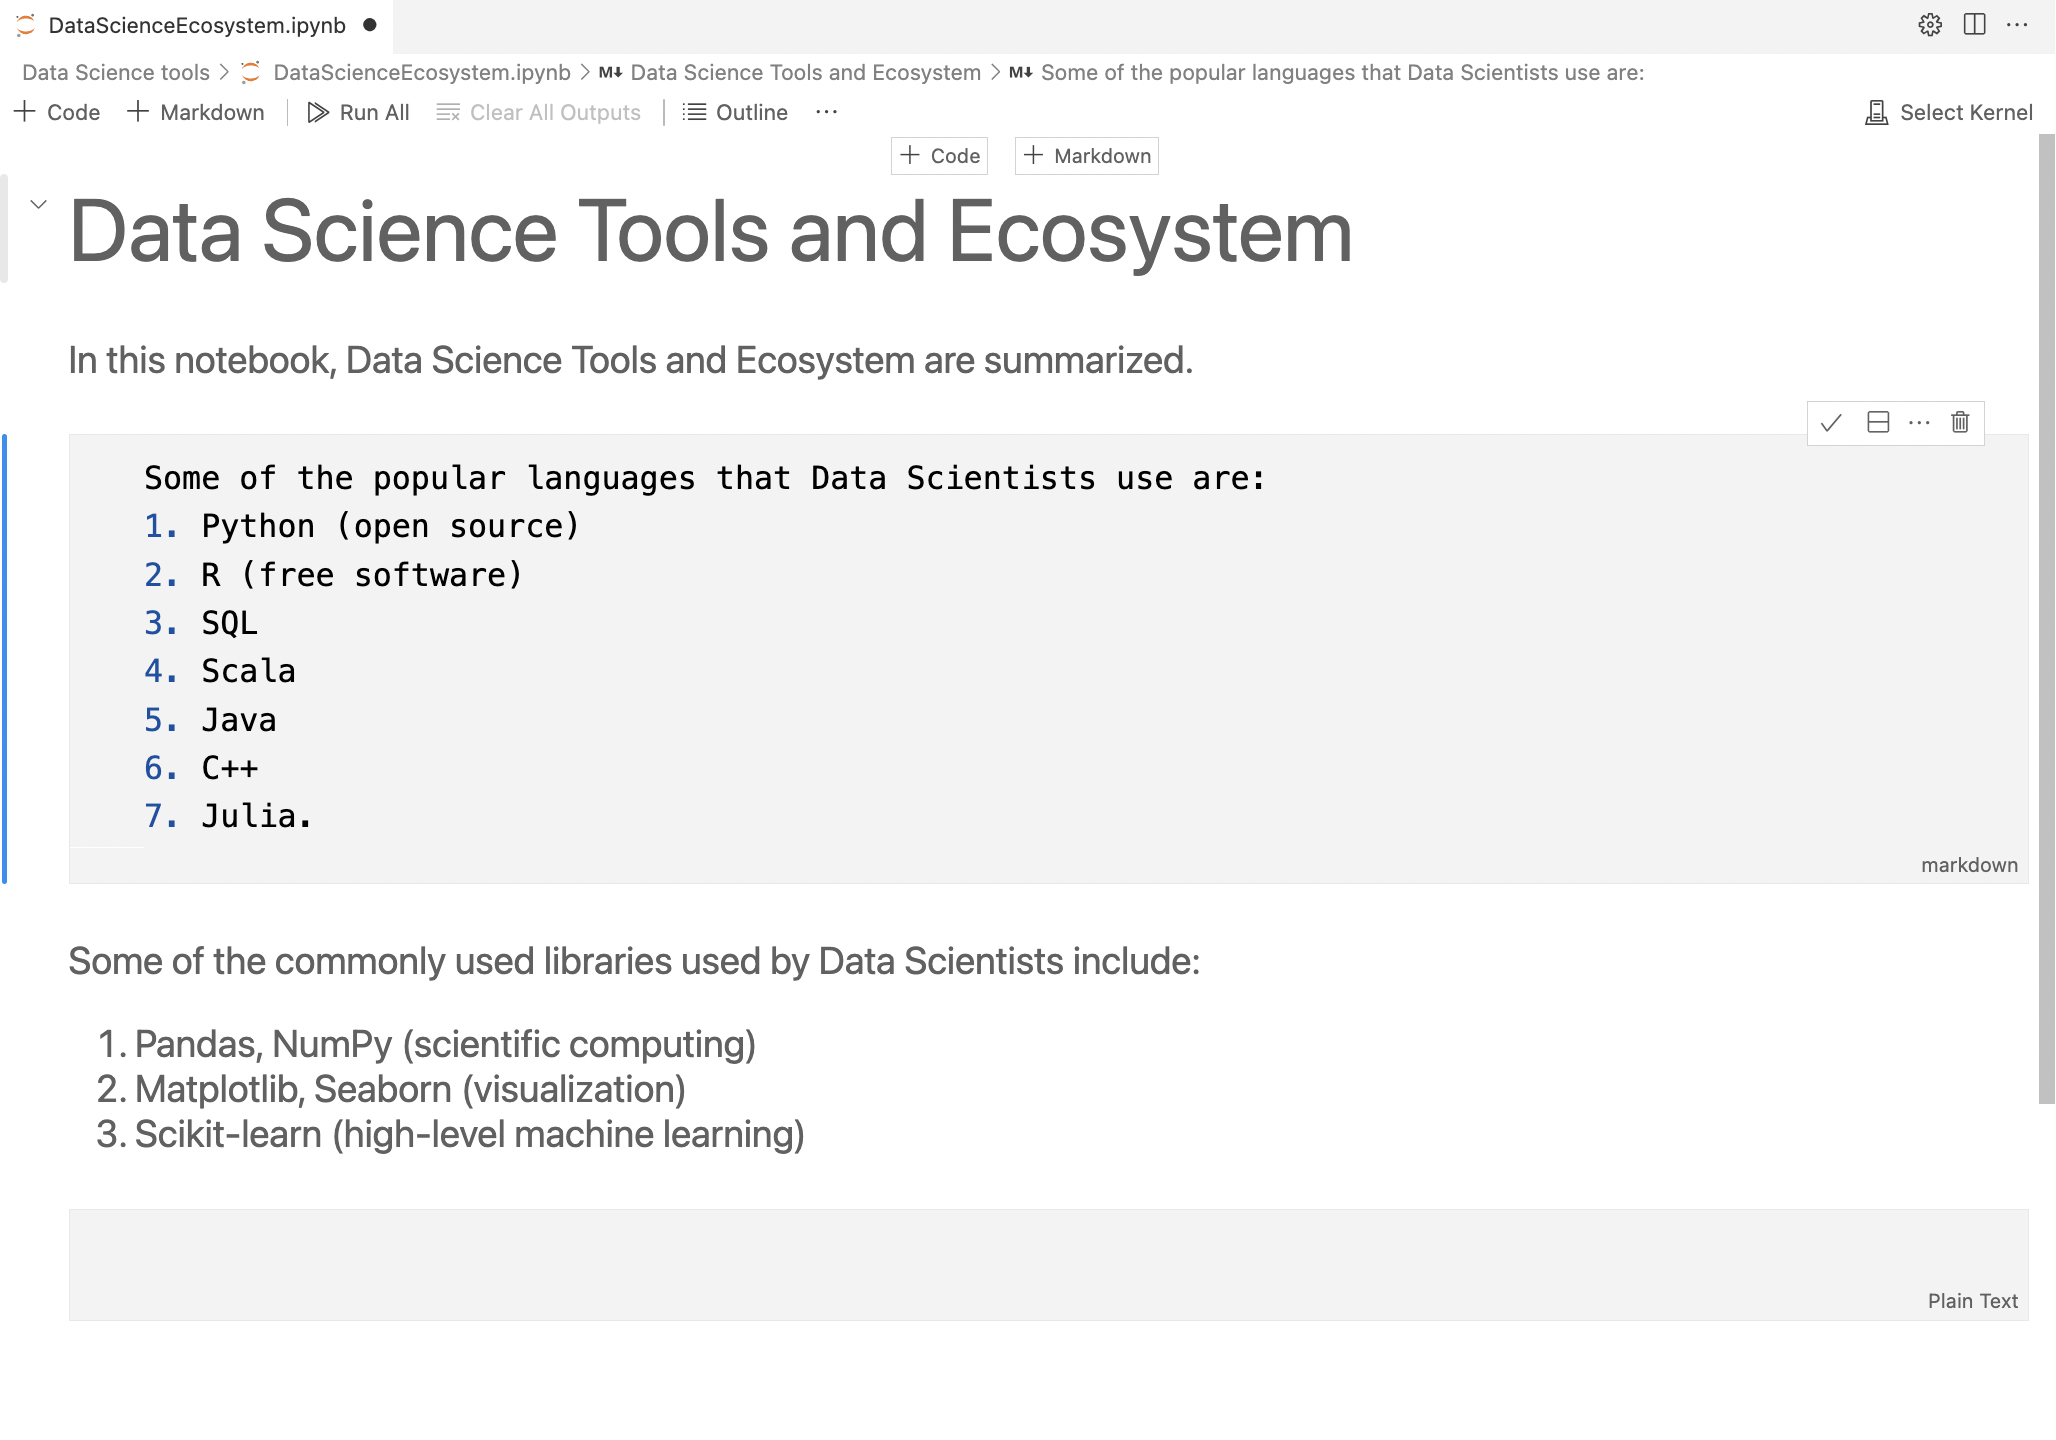 DataScienceEcosystem.ipynb
Data Science tools > DataScienceEcosystem.ipynb > M↓ Data Science Tools and Ecosystem > M↓ Some of the popular languages that Data Scientists use are:
+ Code + Markdown | Run All Clear All Outputs | Outline ··· Select Kernel
+ Code + Markdown
Data Science Tools and Ecosystem
In this notebook, Data Science Tools and Ecosystem are summarized.
Some of the popular languages that Data Scientists use are:
1. Python (open source)
2. R (free software)
3. SQL
4. Scala
5. Java
6. C++
7. Julia.
markdown
Some of the commonly used libraries used by Data Scientists include:
1. Pandas, NumPy (scientific computing)
2. Matplotlib, Seaborn (visualization)
3. Scikit-learn (high-level machine learning)
Plain Text